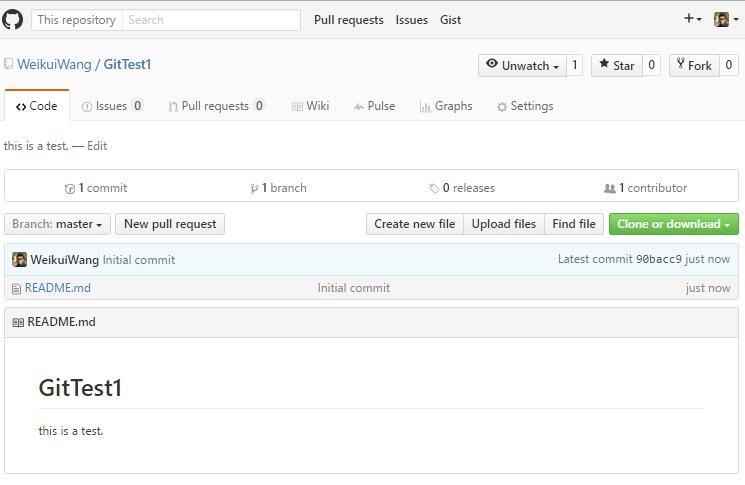 This repository Search Pull requests Issues Gist
WeikuiWang / GitTest1 Unwatch 1 Star 0 Fork 0
Code Issues 0 Pull requests 0 Wiki Pulse Graphs Settings
this is a test. — Edit
1 commit 1 branch 0 releases 1 contributor
Branch: master New pull request Create new file Upload files Find file Clone or download
WeikuiWang Initial commit Latest commit 90bacc9 just now
README.md Initial commit just now
README.md
GitTest1
this is a test.